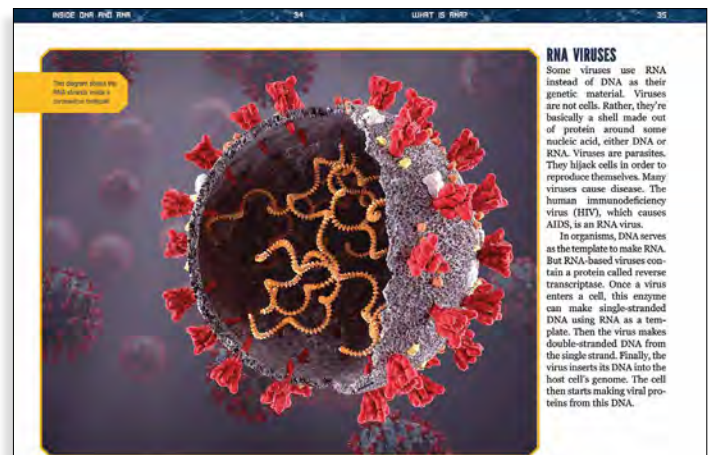 INSIDE DNA AND RNA
34
WHAT IS RNA?
35
This diagram shows the
RNA strands inside a
coronavirus
RNA VIRUSES
Some viruses use RNA
instead of DNA as their
genetic material. Viruses
are not cells. Rather, they're
basically a shell made out
of protein around some
nucleic acid, either DNA or
RNA. Viruses are parasites.
They hijack cells in order to
reproduce themselves. Many
viruses cause disease. The
human immunodeficiency
virus (HIV), which causes
AIDS, is an RNA virus.
In organisms, DNA serves
as the template to make RNA.
But RNA-based viruses con-
tain a protein called reverse
transcriptase. Once a virus
enters a cell, this enzyme
can make single-stranded
DNA using RNA as a tem-
plate. Then the virus makes
double-stranded DNA from
the single strand. Finally, the
virus inserts its DNA into the
host cell's genome. The cell
then starts making viral pro-
teins from this DNA.